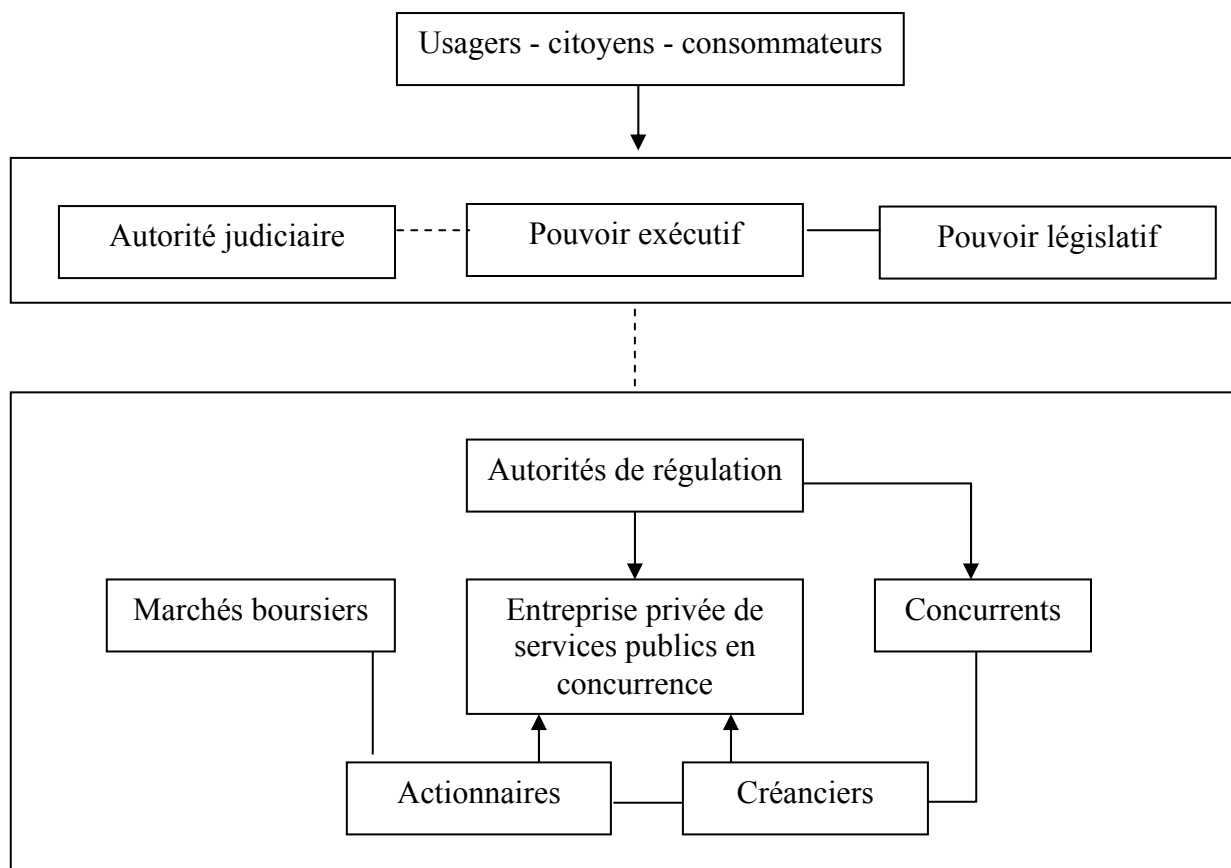 Usagers - citoyens - consommateurs
Autorité judiciaire
Pouvoir exécutif
Pouvoir législatif
Autorités de régulation
Marchés boursiers
Entreprise privée de
services publics en
concurrence
Concurrents
Actionnaires
Créanciers